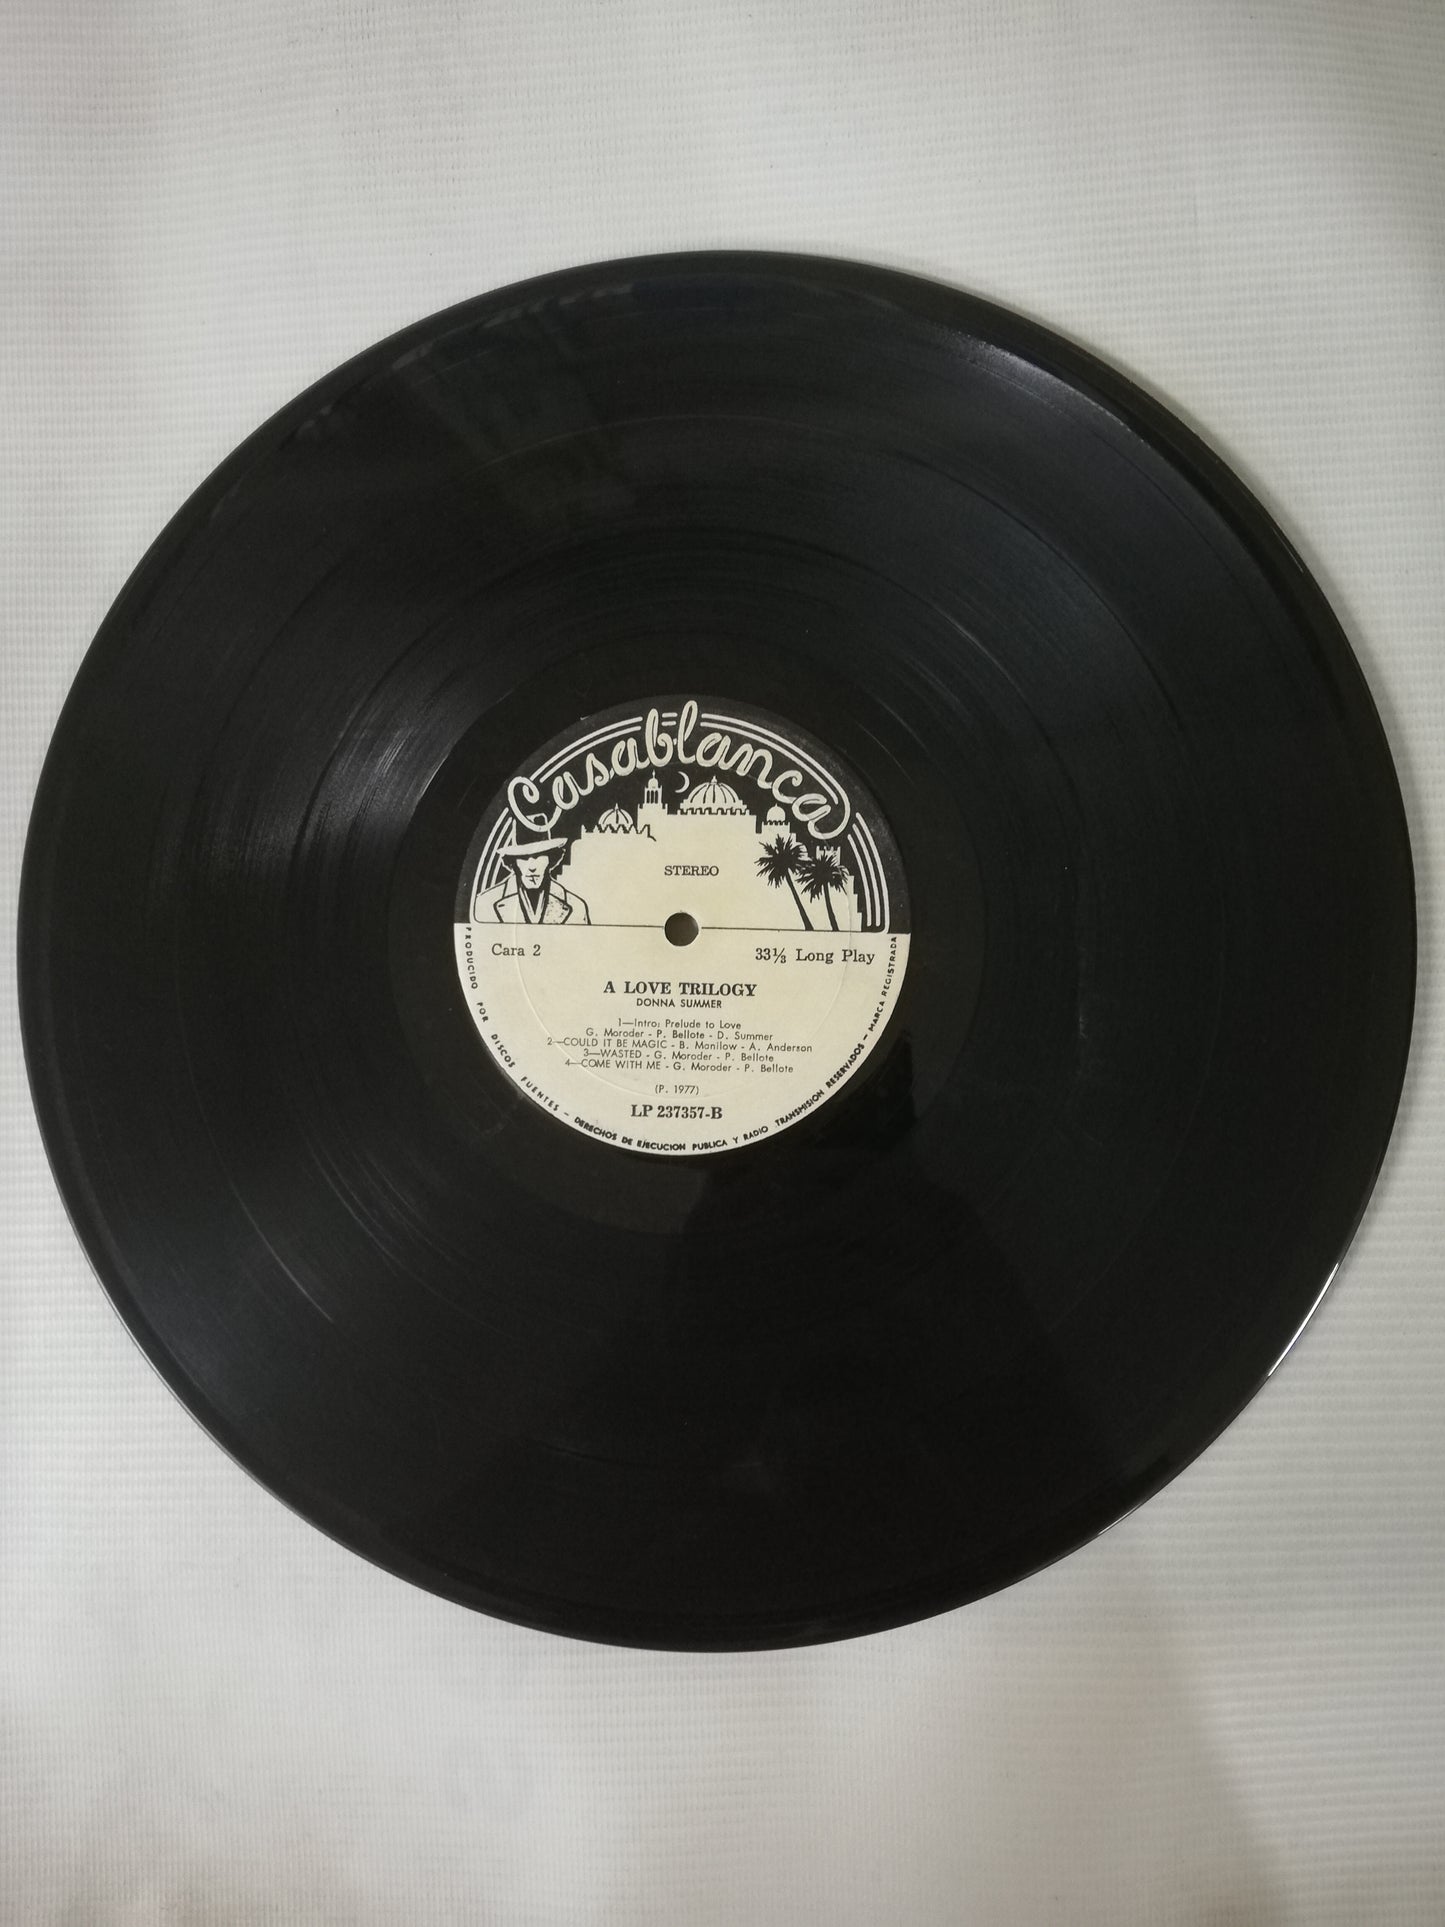 Casablanca
STEREO
Cara 2
33⅓ Long Play
A LOVE TRILOGY
DONNA SUMMER
1—Intro: Prelude to Love
G. Moroder - P. Bellote - D. Summer
2—COULD IT BE MAGIC - B. Manilow - A. Anderson
3—WASTED - G. Moroder - P. Bellote
4—COME WITH ME - G. Moroder - P. Bellote
(P. 1977)
LP 237357-B
PRODUCIDO POR DISCOS FUENTES - DERECHOS DE EJECUCION PUBLICA Y RADIO TRANSMISION RESERVADOS - MARCA REGISTRADA